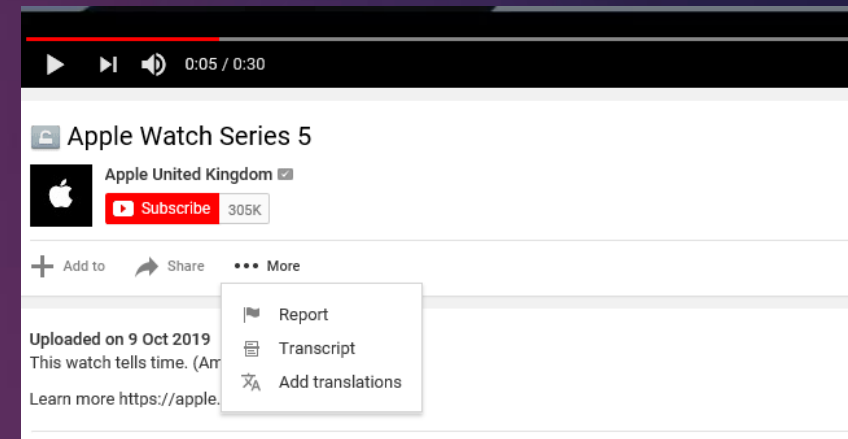 0:05 / 0:30
Apple Watch Series 5
Apple United Kingdom
Subscribe 305K
Add to Share More
Report
Transcript
Add translations
Uploaded on 9 Oct 2019
This watch tells time. (Am
Learn more https://apple.